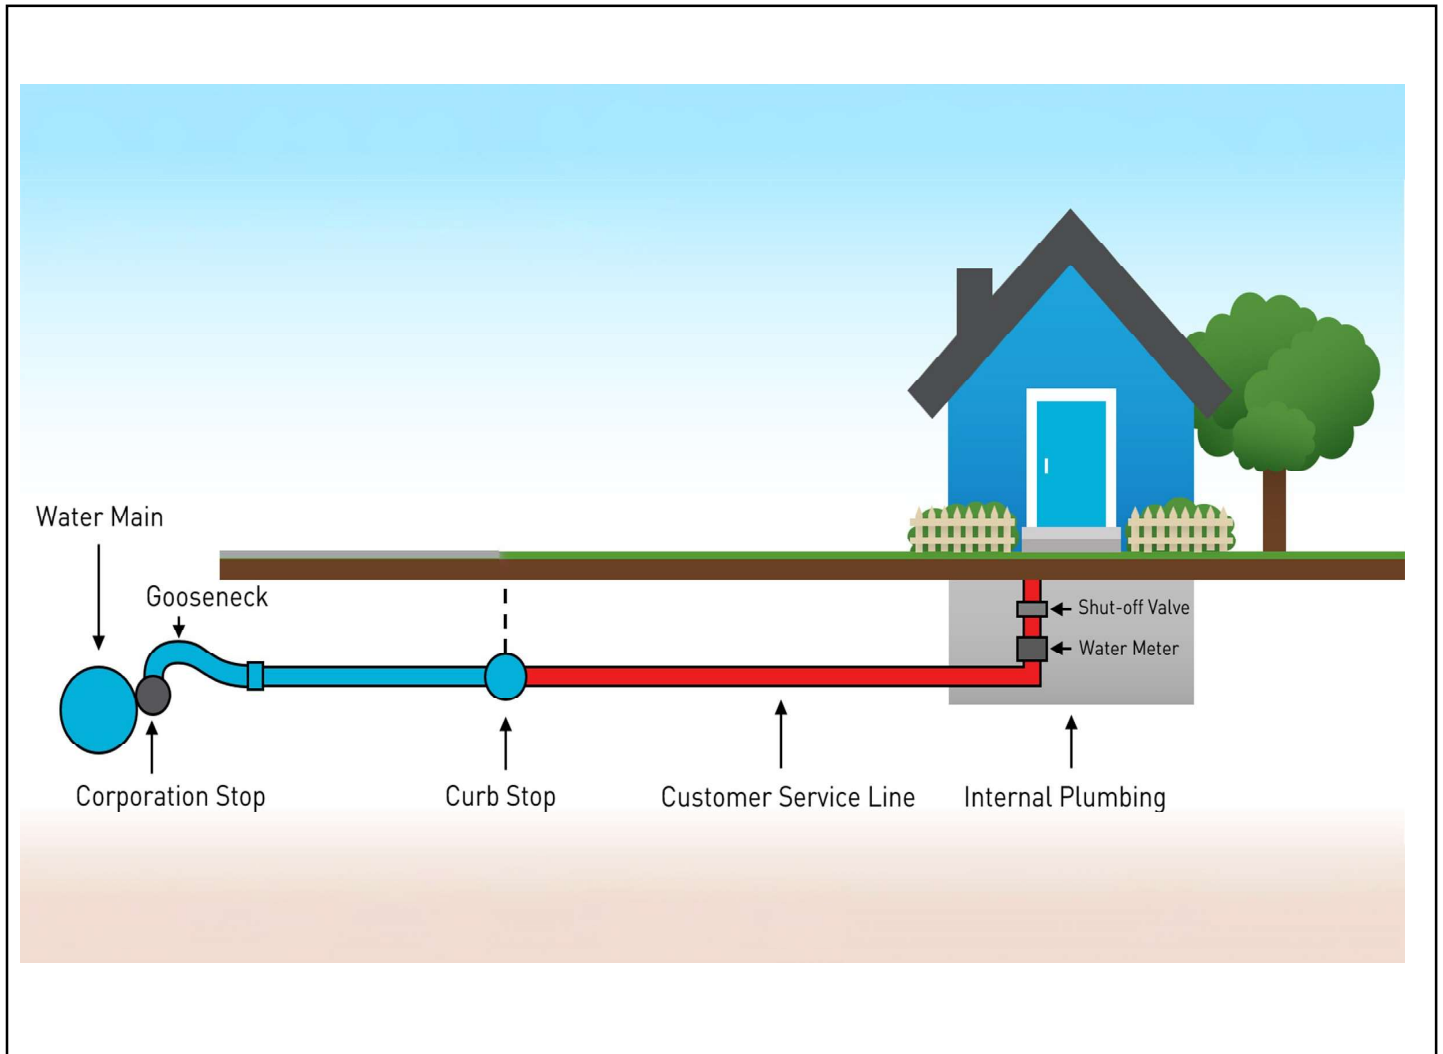 Water Main
Gooseneck
Shut-off Valve
Water Meter
Corporation Stop
Curb Stop
Customer Service Line
Internal Plumbing